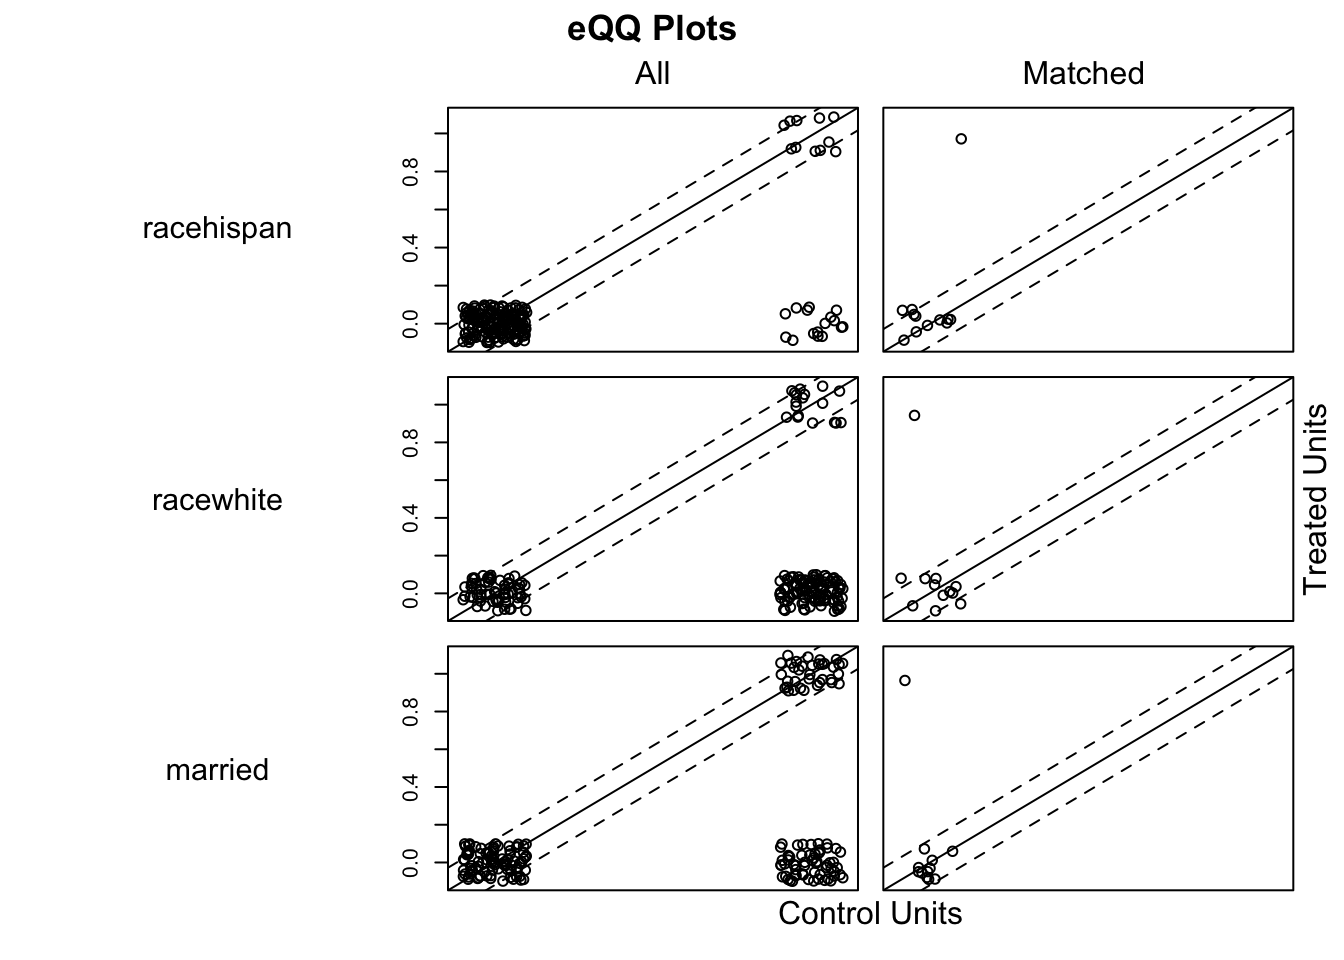 eQQ Plots
All Matched
racehispan
0.8
0.4
0.0
racewhite
0.8
0.4
0.0
Treated Units
married
0.8
0.4
0.0
Control Units